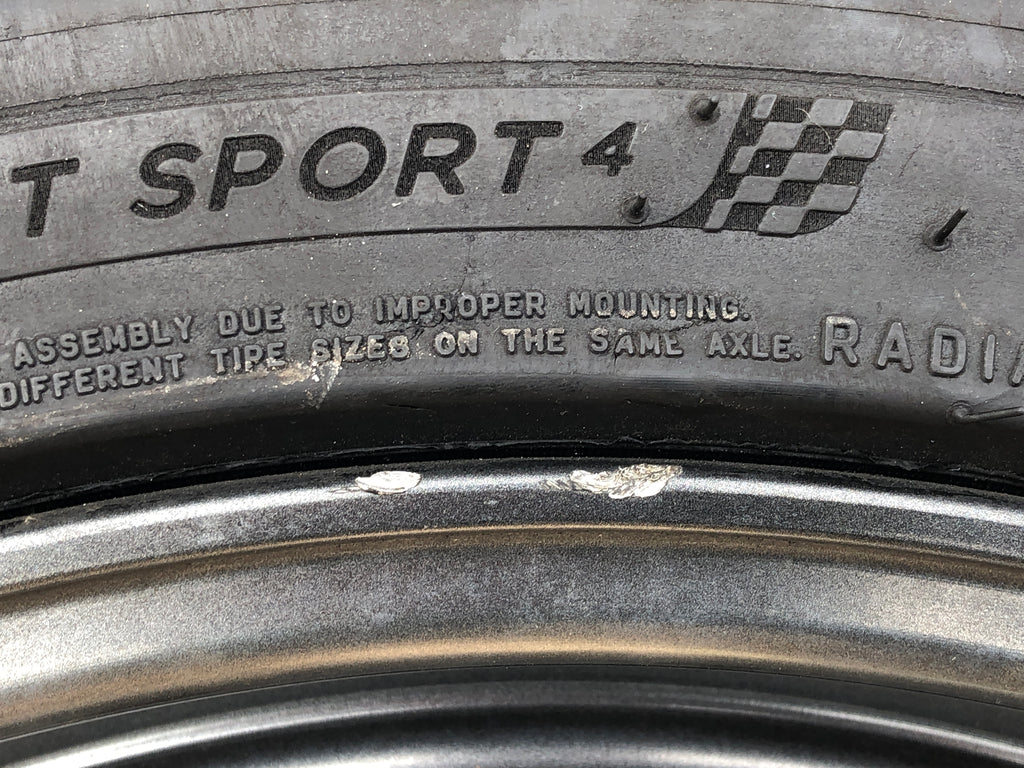 T SPORT 4
ASSEMBLY DUE TO IMPROPER MOUNTING.
DIFFERENT TIRE SIZES ON THE SAME AXLE.
RADIA